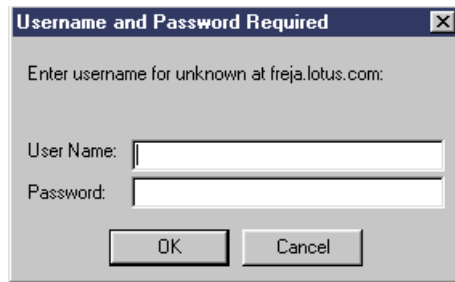 Username and Password Required
Enter username for unknown at freja.lotus.com:
User Name:
Password:
OK Cancel